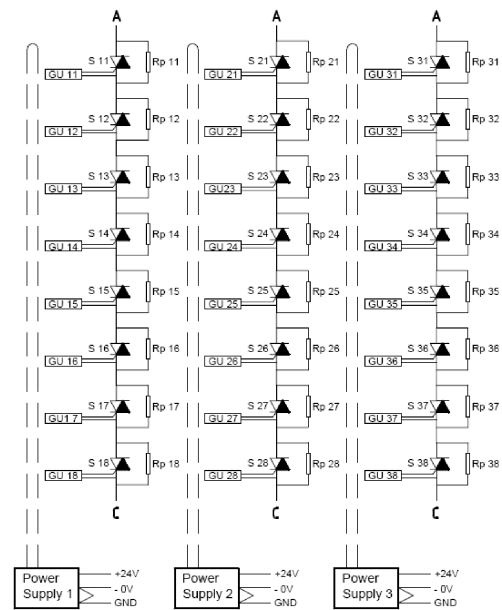 A A A
S 11 Rp 11 S 21 Rp 21 S 31 Rp 31
GU 11 GU 21 GU 31
S 12 Rp 12 S 22 Rp 22 S 32 Rp 32
GU 12 GU 22 GU 32
S 13 Rp 13 S 23 Rp 23 S 33 Rp 33
GU 13 GU23 GU 33
S 14 Rp 14 S 24 Rp 24 S 34 Rp 34
GU 14 GU 24 GU 34
S 15 Rp 15 S 25 Rp 25 S 35 Rp 35
GU 15 GU 25 GU 35
S 16 Rp 16 S 26 Rp 26 S 36 Rp 36
GU 16 GU 26 GU 36
S 17 Rp 17 S 27 Rp 27 S 37 Rp 37
GU1 7 GU 27 GU 37
S 18 Rp 18 S 28 Rp 28 S 38 Rp 38
GU 18 GU 28 GU 38
C C C
Power +24V Power +24V Power +24V
Supply 1 - 0V Supply 2 - 0V Supply 3 - 0V
GND GND GND